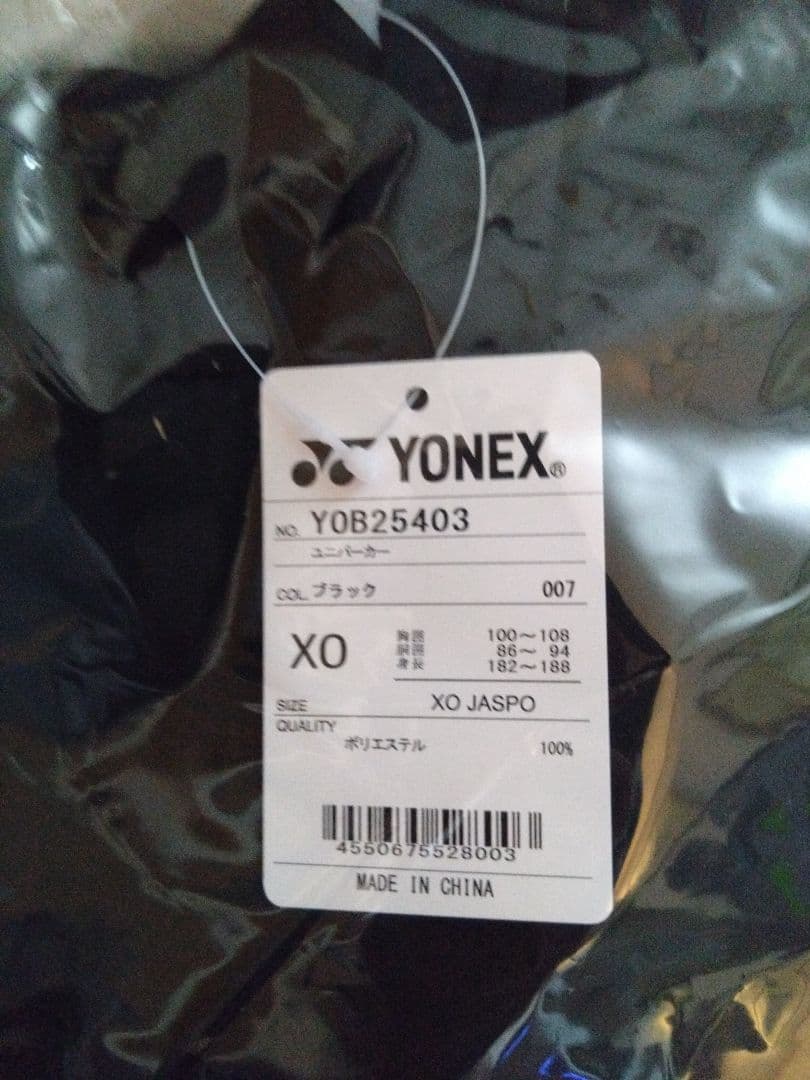 YONEX®
NO. YOB25403
ユニパーカー
COL. ブラック 007
XO
胸囲 100～108
胴囲 86～ 94
身長 182～188
SIZE XO JASPO
QUALITY
ポリエステル 100%
4550675528003
MADE IN CHINA